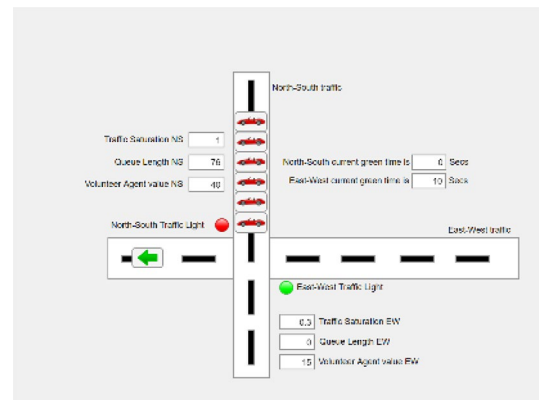 North-South traffic
Traffic Saturation NS 1
Queue Length NS 76
Volunteer Agent value NS 40
North-South current green time is 0 Secs
East-West current green time is 10 Secs
North-South Traffic Light
East-West traffic
East-West Traffic Light
0.3 Traffic Saturation EW
0 Queue Length EW
15 Volunteer Agent value EW